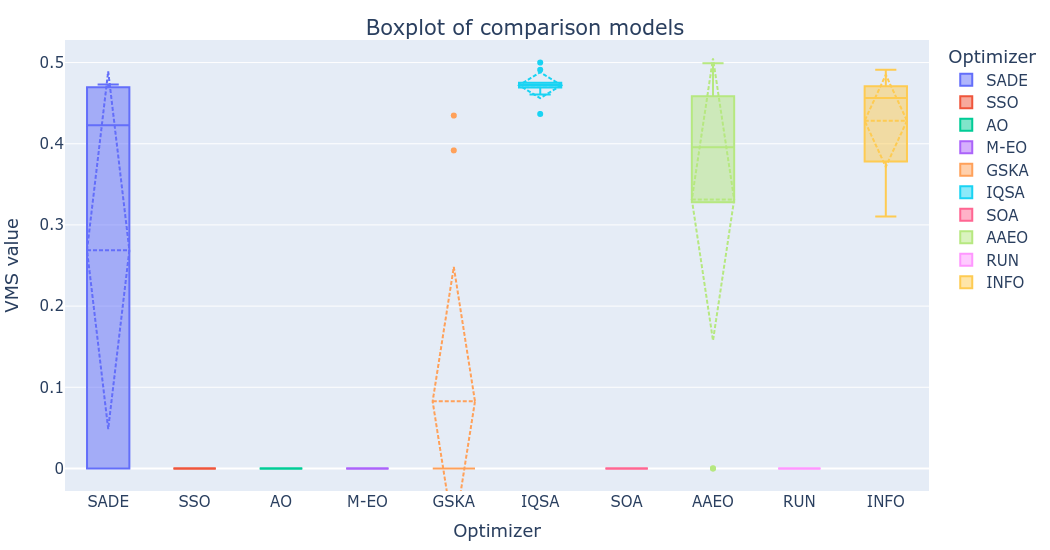 Boxplot of comparison models
VMS value
0.5
0.4
0.3
0.2
0.1
0
SADE SSO AO M-EO GSKA IQSA SOA AAEO RUN INFO
Optimizer
Optimizer
SADE
SSO
AO
M-EO
GSKA
IQSA
SOA
AAEO
RUN
INFO